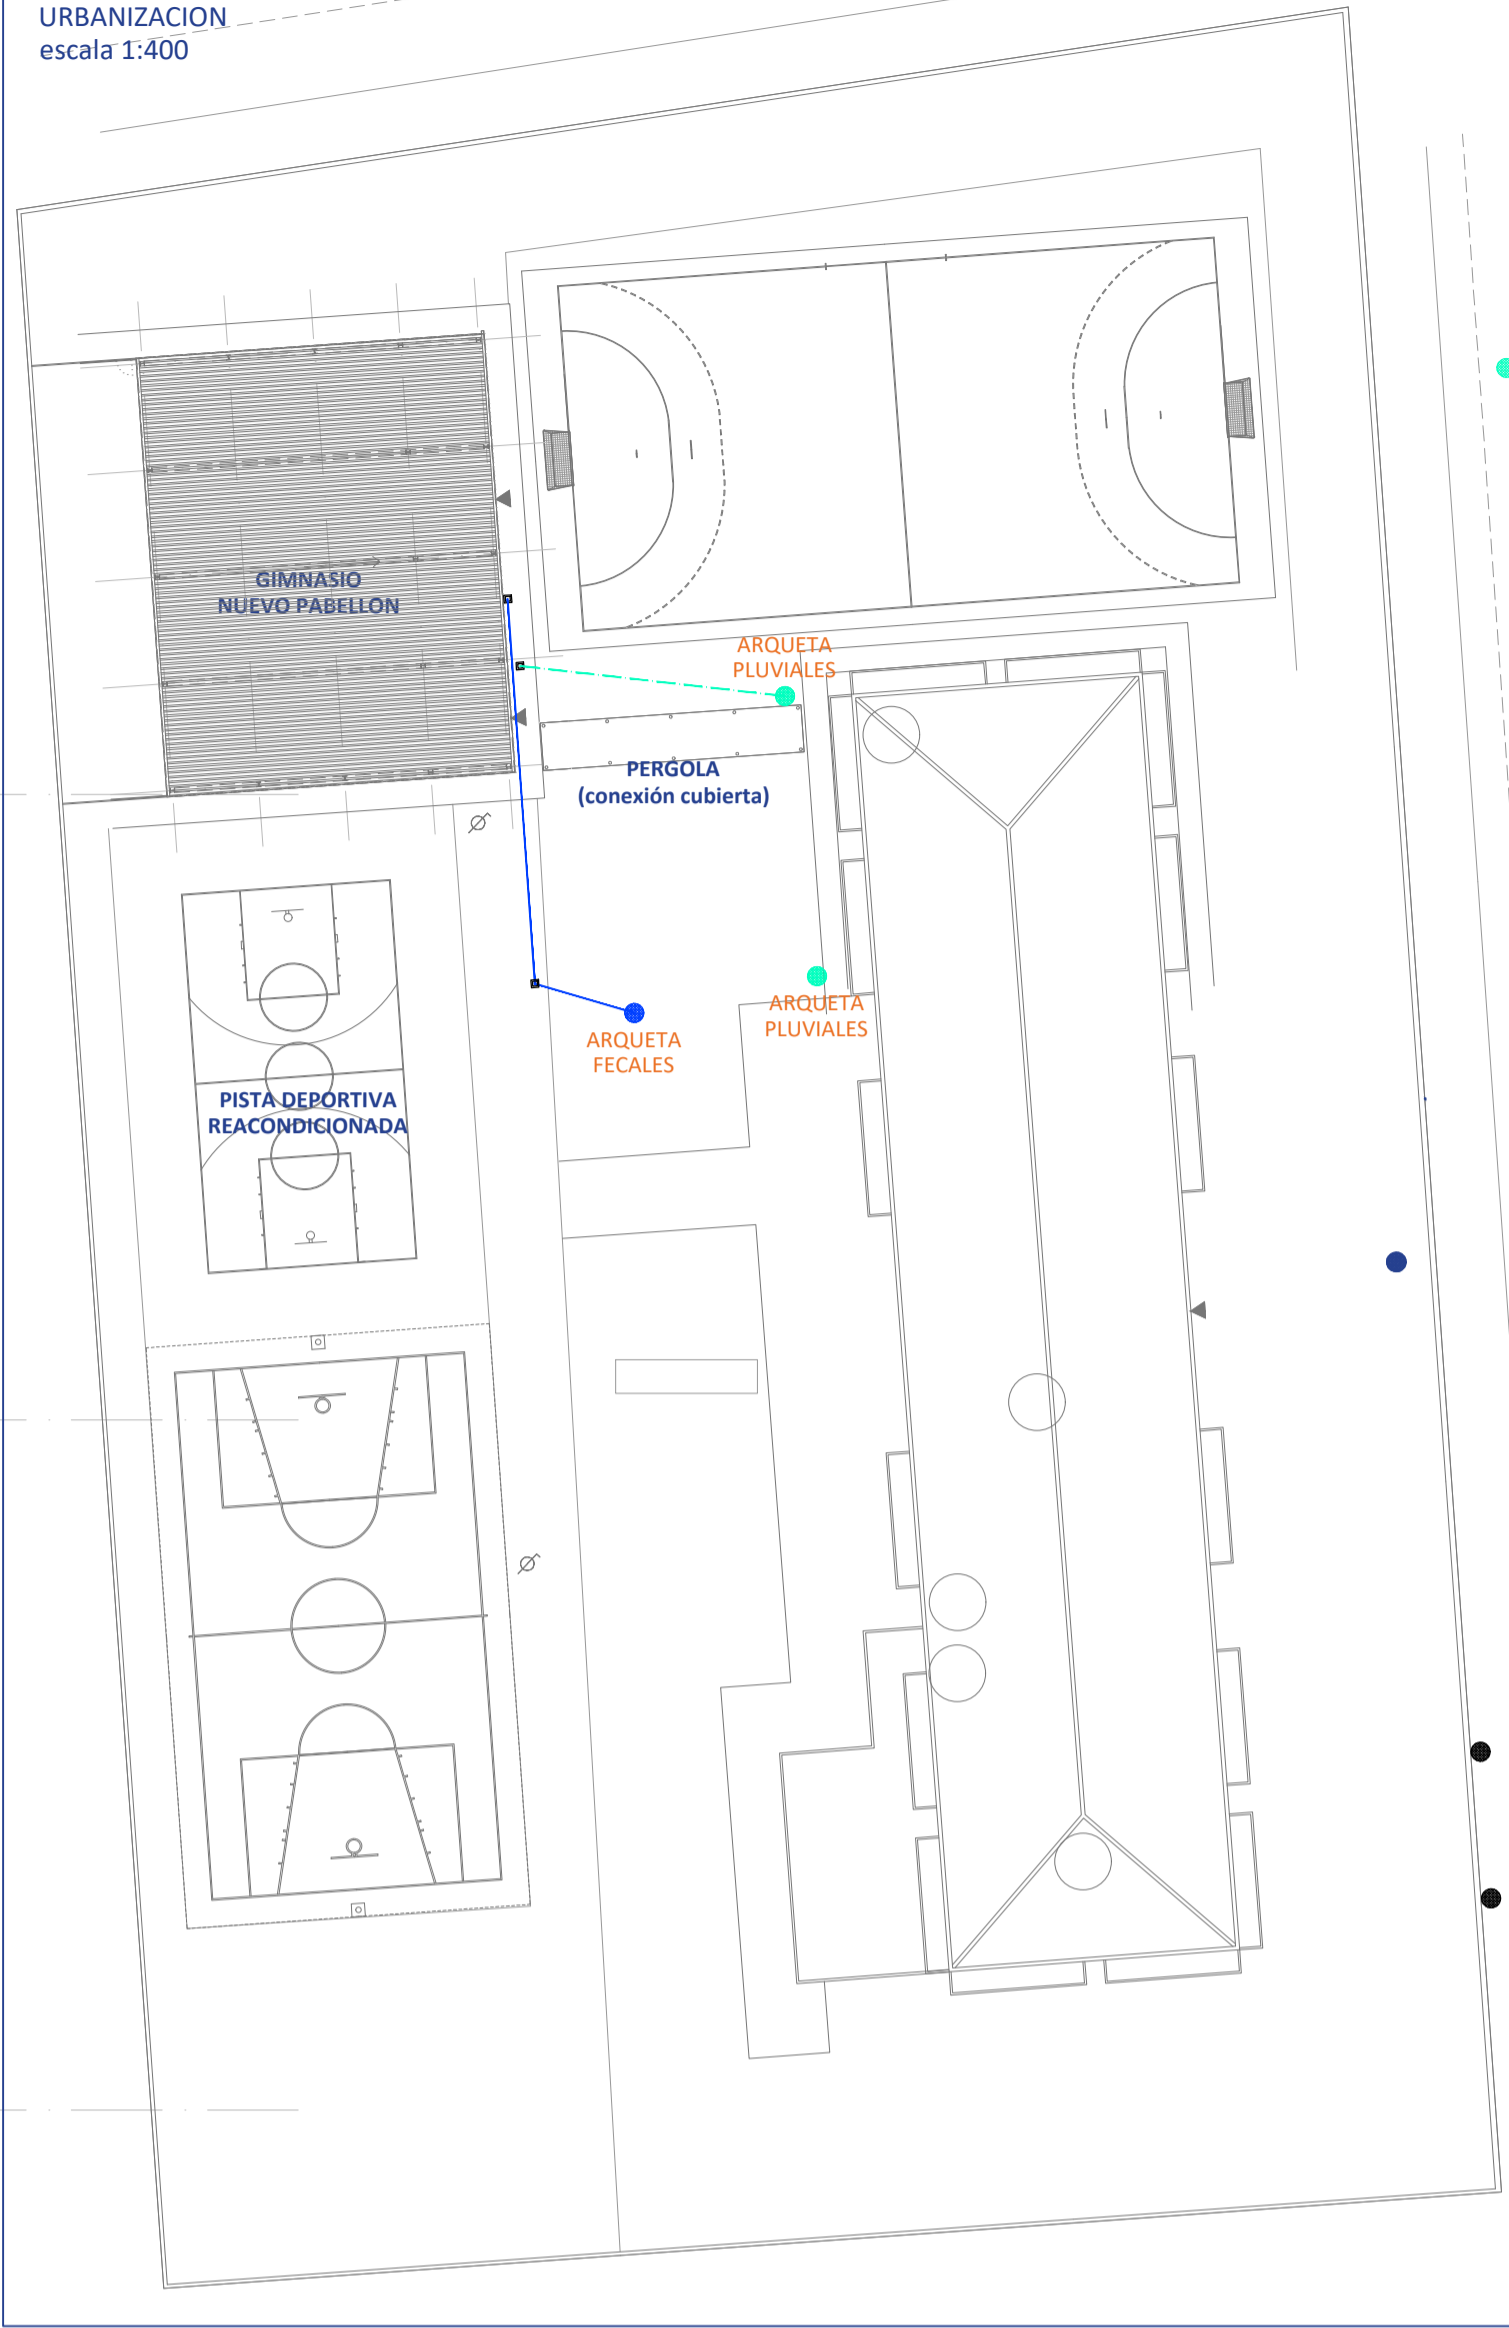 URBANIZACION
escala 1:400
GIMNASIO
NUEVO PABELLON
ARQUETA
PLUVIALES
PERGOLA
(conexión cubierta)
ARQUETA
PLUVIALES
ARQUETA
FECALES
PISTA DEPORTIVA
REACONDICIONADA